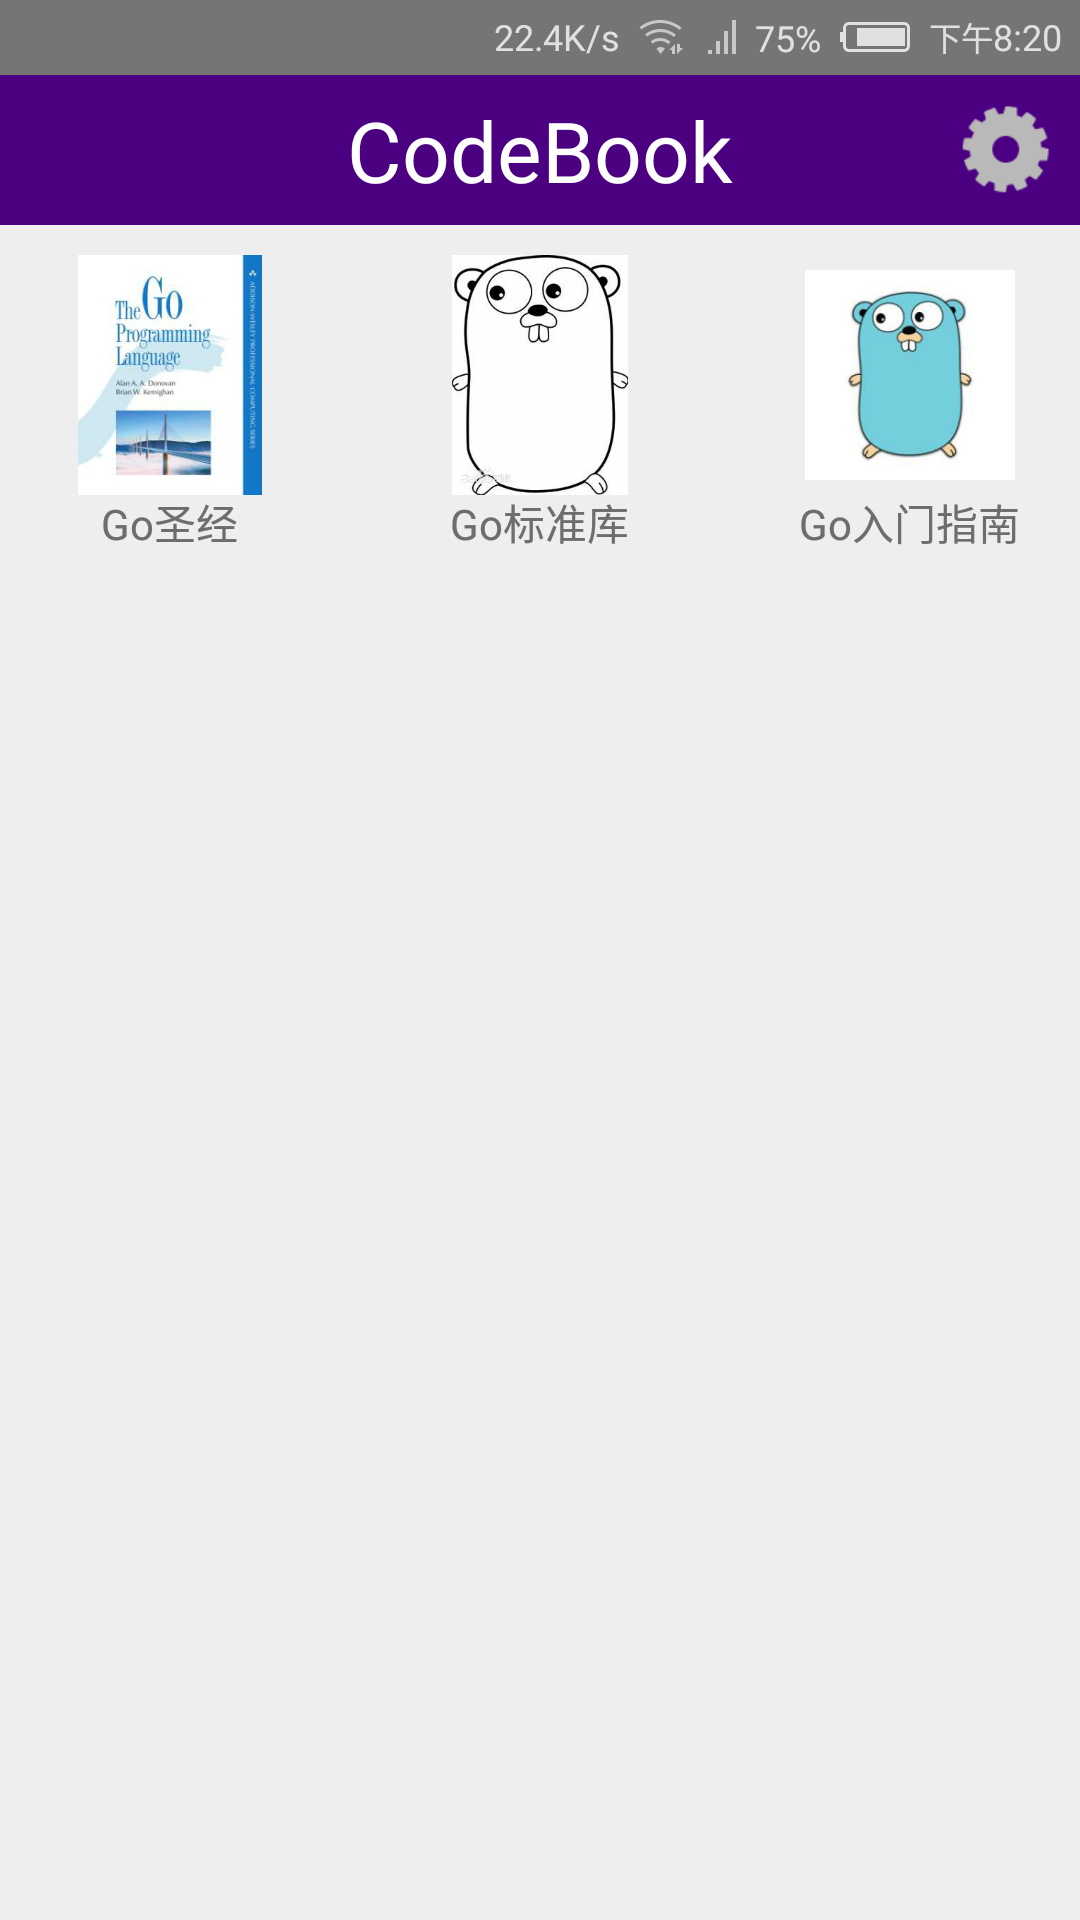 22.4K/s 75% 下午8:20
CodeBook
The Go
Programming
Language
Alan A. A. Donovan
Brian W. Kernighan
ADDISON-WESLEY PROFESSIONAL COMPUTING SERIES
Go圣经 Go标准库 Go入门指南